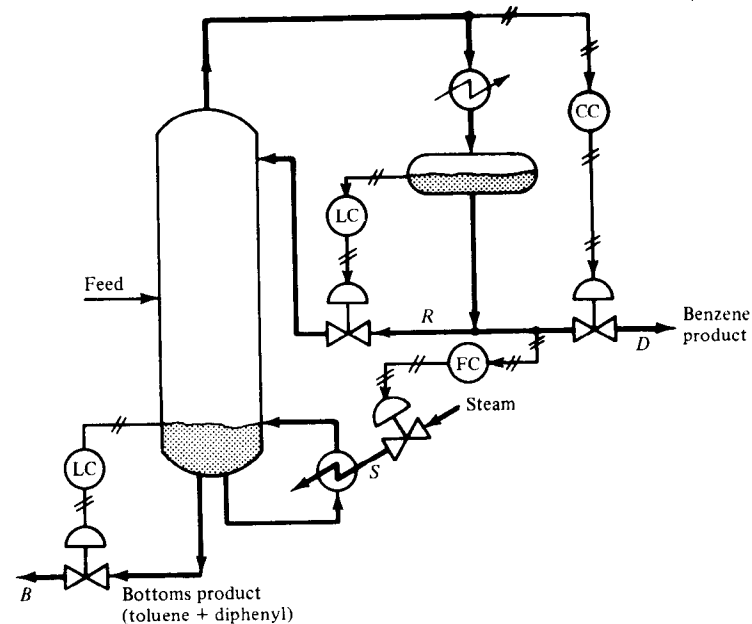 CC
LC
Feed
R
Benzene
product
D
FC
Steam
LC
S
B
Bottoms product
(toluene + diphenyl)